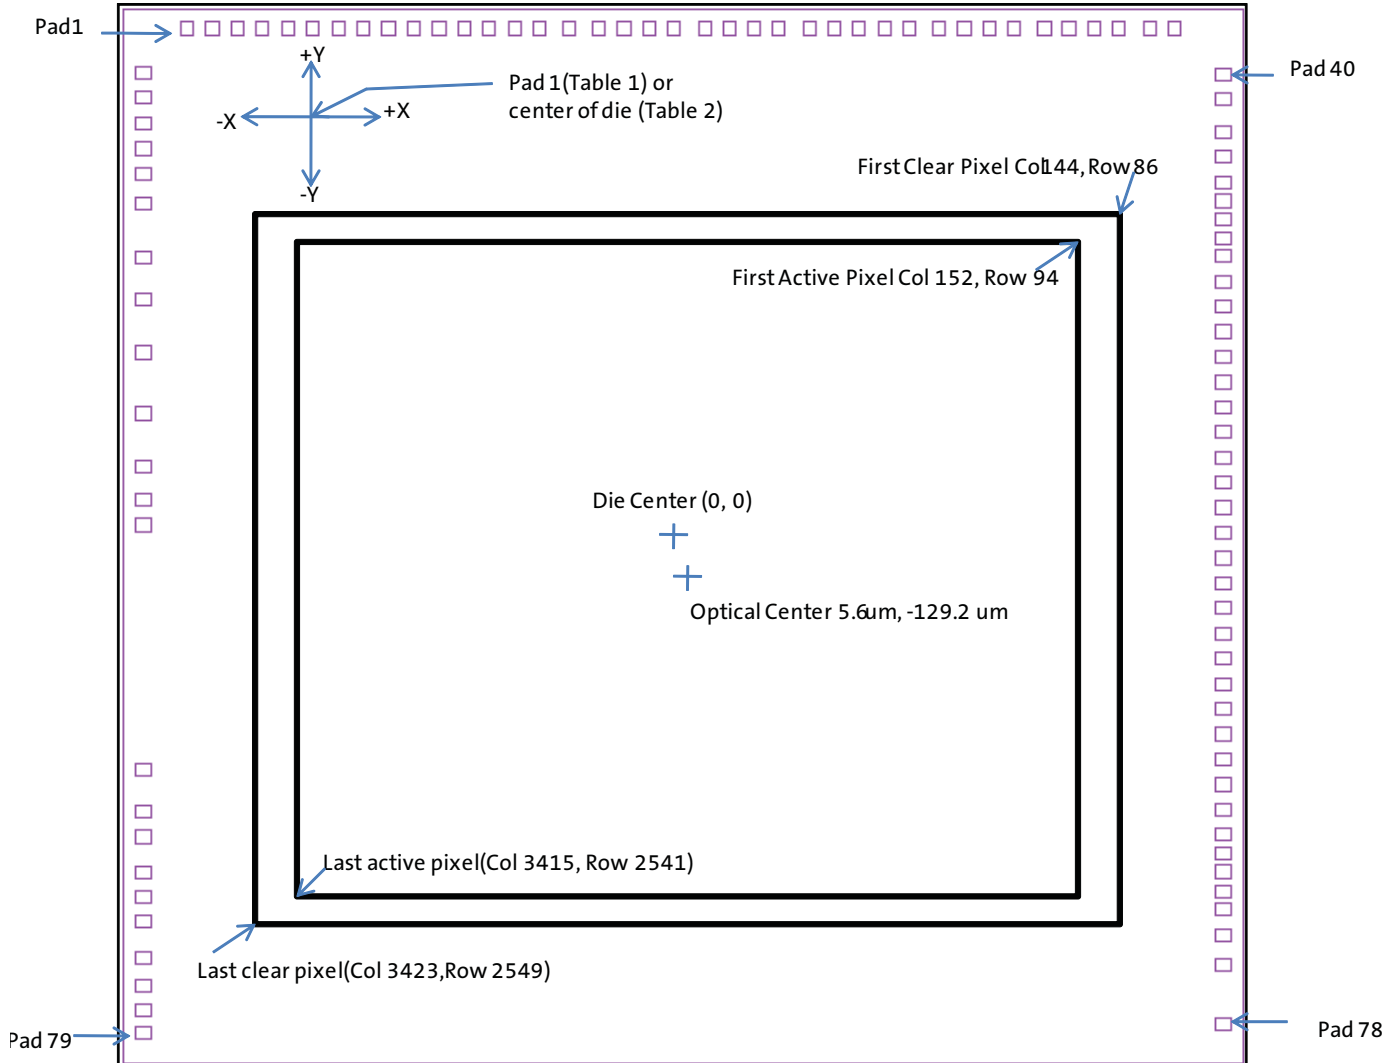 Pad1
+Y
Pad 1(Table 1) or
center of die (Table 2)
-X
+X
-Y
Pad 40
First Clear Pixel Col144, Row 86
First Active Pixel Col 152, Row 94
Die Center (0, 0)
Optical Center 5.6um, -129.2 um
Last active pixel(Col 3415, Row 2541)
Last clear pixel(Col 3423,Row 2549)
Pad 79
Pad 78